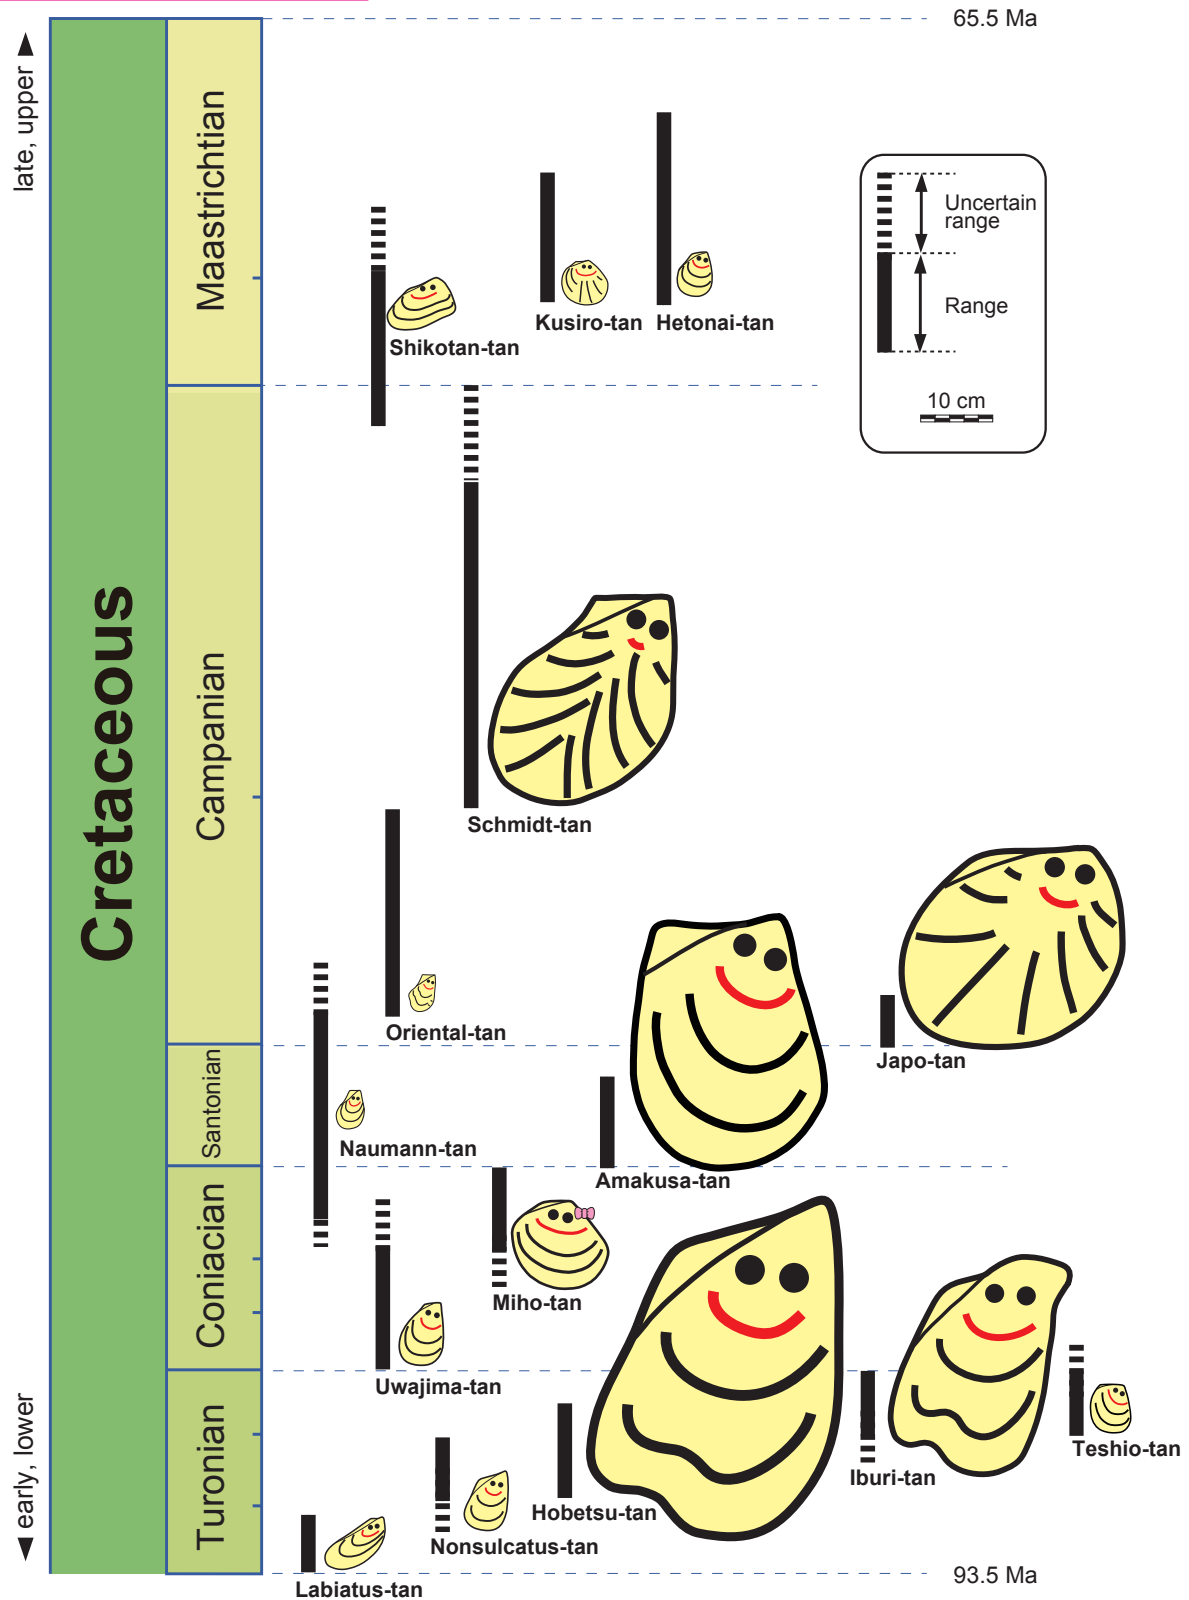 65.5 Ma
late, upper ►
Cretaceous
Maastrichtian
Uncertain
range
Range
10 cm
Kusiro-tan
Hetonai-tan
Shikotan-tan
Campanian
Schmidt-tan
Oriental-tan
Japo-tan
Santonian
Naumann-tan
Amakusa-tan
Coniacian
Miho-tan
Uwajima-tan
◄ early, lower
Turonian
Teshio-tan
Iburi-tan
Hobetsu-tan
Nonsulcatus-tan
Labiatus-tan
93.5 Ma